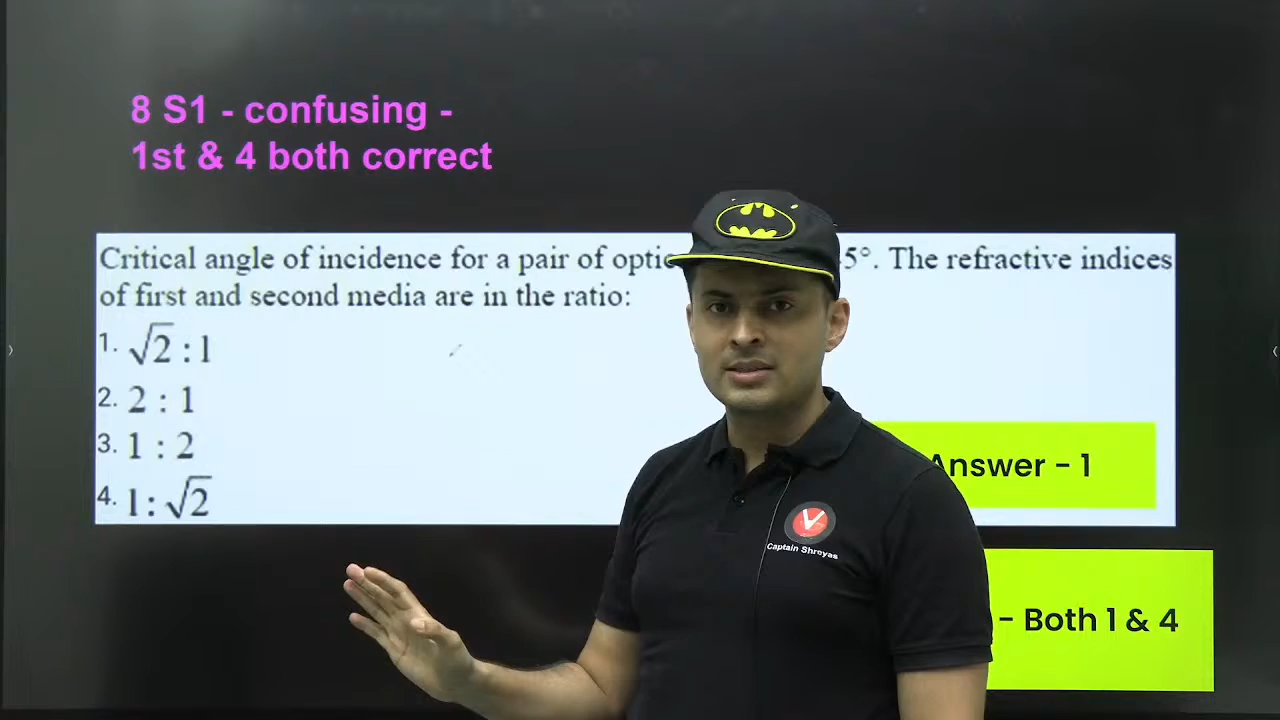 8 S1 - confusing -
1st & 4 both correct
Critical angle of incidence for a pair of optic 5°. The refractive indices
of first and second media are in the ratio:
1. √2 : 1
2. 2 : 1
3. 1 : 2
4. 1 : √2
Answer - 1
- Both 1 & 4
Captain Shreyas